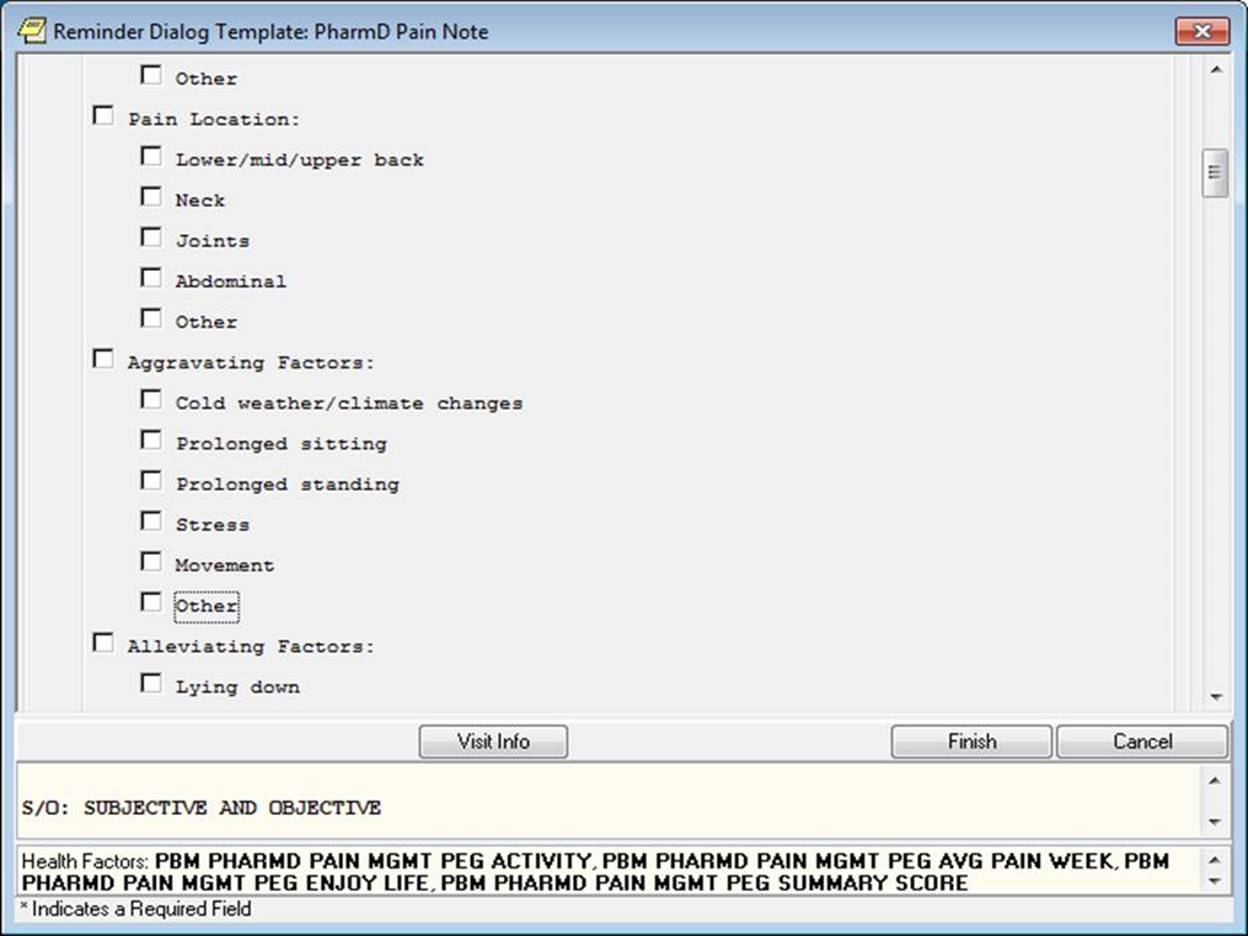 Reminder Dialog Template: PharmD Pain Note
Other
Pain Location:
Lower/mid/upper back
Neck
Joints
Abdominal
Other
Aggravating Factors:
Cold weather/climate changes
Prolonged sitting
Prolonged standing
Stress
Movement
Other
Alleviating Factors:
Lying down
Visit Info Finish Cancel
S/O: SUBJECTIVE AND OBJECTIVE
Health Factors: PBM PHARMD PAIN MGMT PEG ACTIVITY, PBM PHARMD PAIN MGMT PEG AVG PAIN WEEK, PBM
PHARMD PAIN MGMT PEG ENJOY LIFE, PBM PHARMD PAIN MGMT PEG SUMMARY SCORE
* Indicates a Required Field